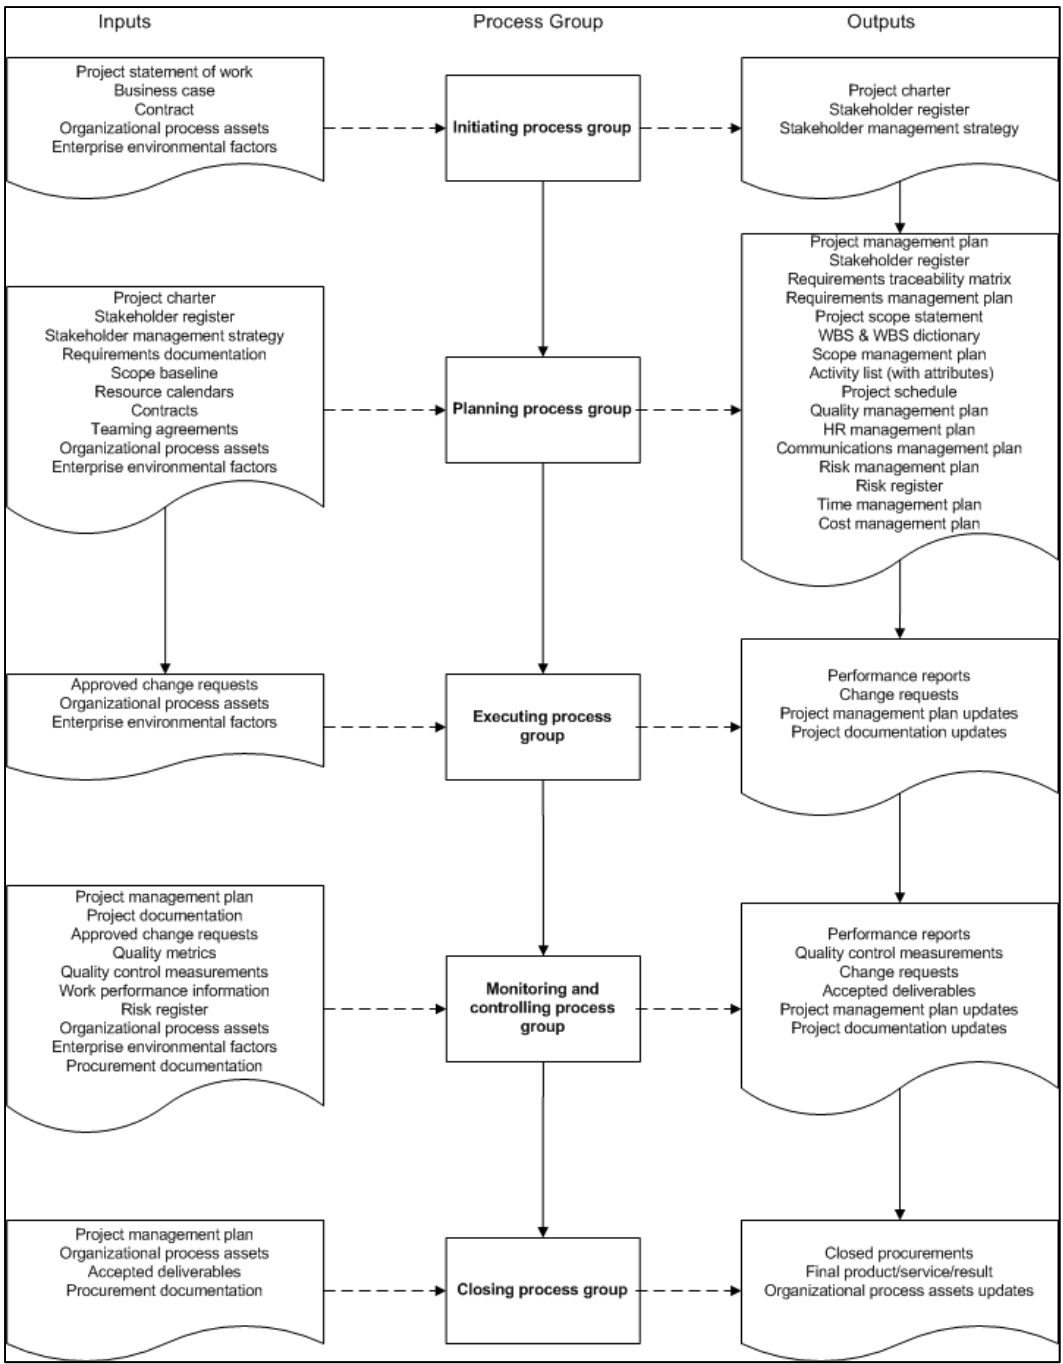 Inputs
Process Group
Outputs
Project statement of work
Business case
Contract
Organizational process assets
Enterprise environmental factors
Initiating process group
Project charter
Stakeholder register
Stakeholder management strategy
Project charter
Stakeholder register
Stakeholder management strategy
Requirements documentation
Scope baseline
Resource calendars
Contracts
Teaming agreements
Organizational process assets
Enterprise environmental factors
Planning process group
Project management plan
Stakeholder register
Requirements traceability matrix
Requirements management plan
Project scope statement
WBS & WBS dictionary
Scope management plan
Activity list (with attributes)
Project schedule
Quality management plan
HR management plan
Communications management plan
Risk management plan
Risk register
Time management plan
Cost management plan
Approved change requests
Organizational process assets
Enterprise environmental factors
Executing process
group
Performance reports
Change requests
Project management plan updates
Project documentation updates
Project management plan
Project documentation
Approved change requests
Quality metrics
Quality control measurements
Work performance information
Risk register
Organizational process assets
Enterprise environmental factors
Procurement documentation
Monitoring and
controlling process
group
Performance reports
Quality control measurements
Change requests
Accepted deliverables
Project management plan updates
Project documentation updates
Project management plan
Organizational process assets
Accepted deliverables
Procurement documentation
Closing process group
Closed procurements
Final product/service/result
Organizational process assets updates